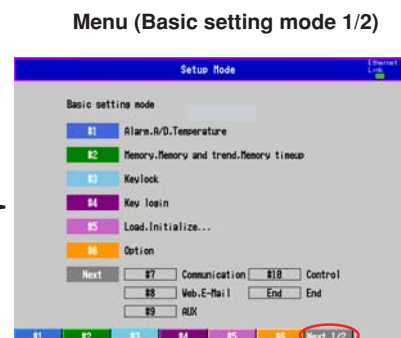 Menu (Basic setting mode 1/2)
Setup Mode
Ethernet
Link
Basic setting mode
#1 Alarm.A/D.Temperature
#2 Memory.Memory and trend.Memory timeup
#3 Keylock
#4 Key login
#5 Load.Initialize...
#6 Option
Next #7 Communication #10 Control
#8 Web.E-Mail End End
#9 AUX
#1 #2 #3 #4 #5 #6 Next 1/2